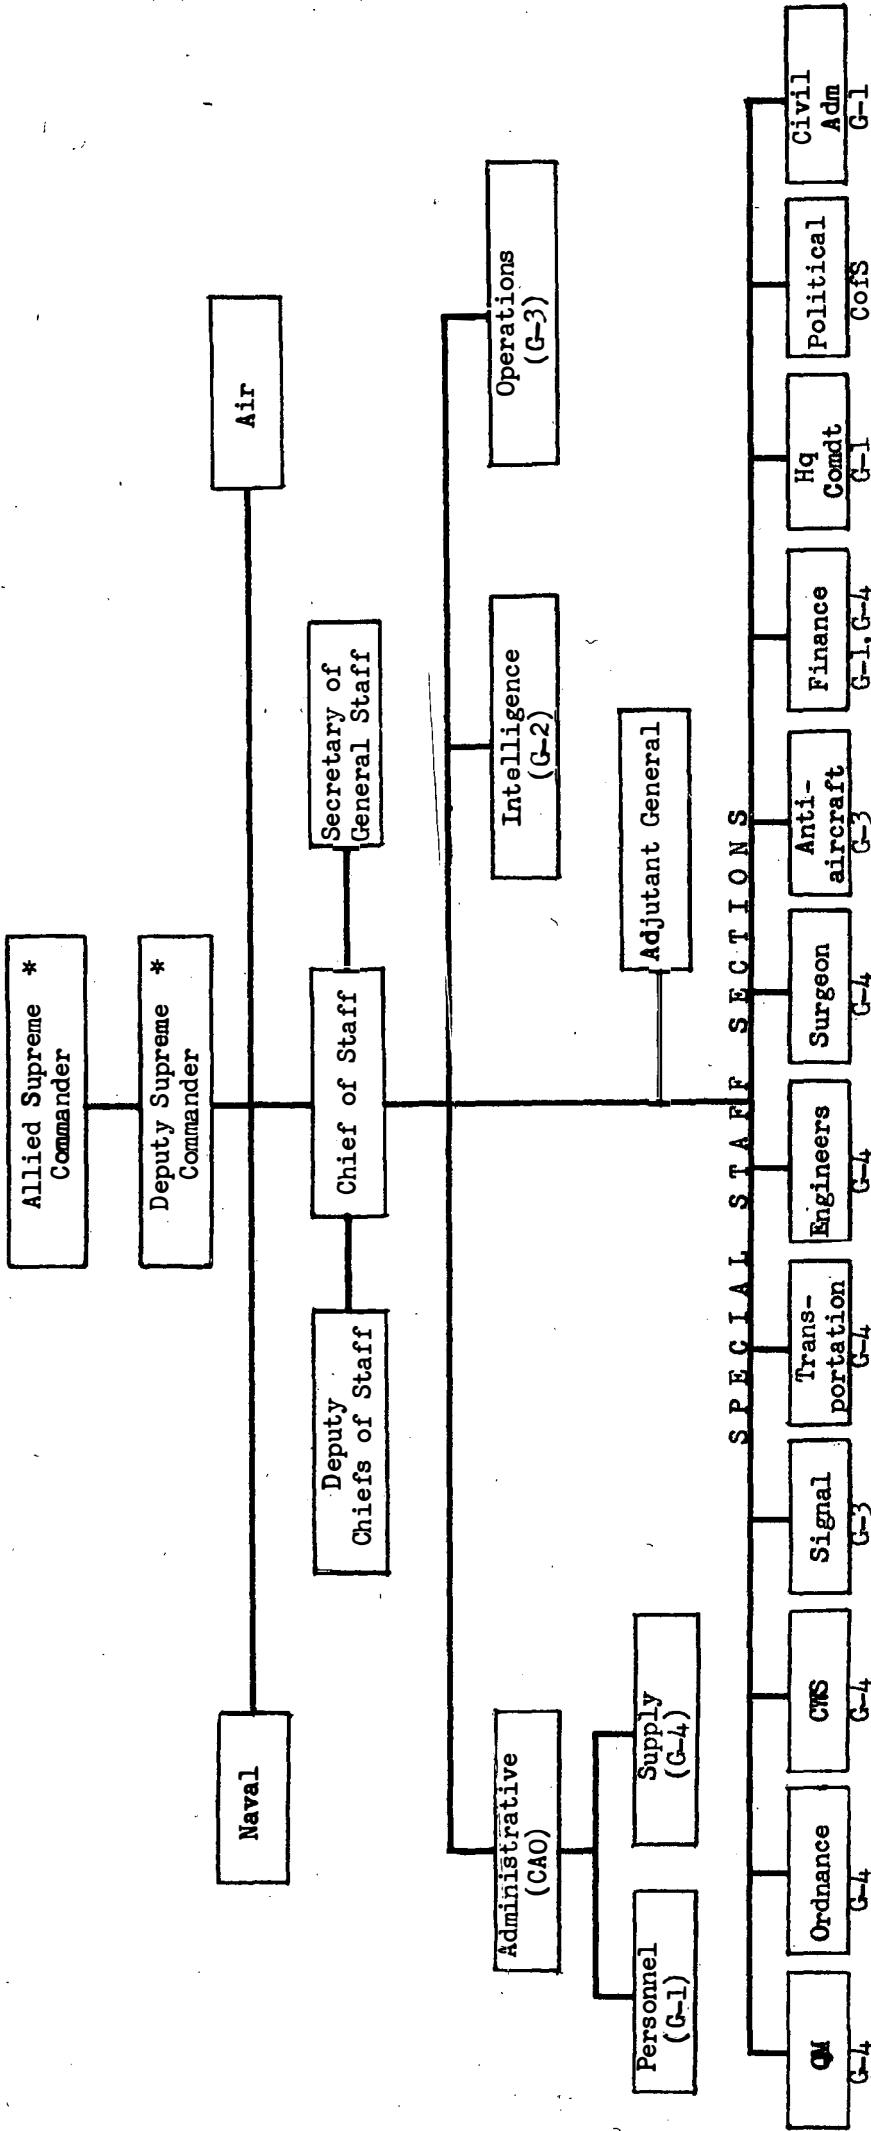 Allied Supreme *
Commander
Deputy Supreme *
Commander
Naval
Air
Deputy
Chiefs of Staff
Chief of Staff
Secretary of
General Staff
Administrative
(CAO)
Intelligence
(G-2)
Operations
(G-3)
Personnel
(G-1)
Supply
(G-4)
Adjutant General
SPECIAL STAFF SECTIONS
QM
G-4
Ordnance
G-4
CWS
G-4
Signal
G-3
Trans-
portation
G-4
Engineers
G-4
Surgeon
G-4
Anti-
aircraft
G-3
Finance
G-1,G-4
Hq
Comdt
G-1
Political
CofS
Civil
Adm
G-1